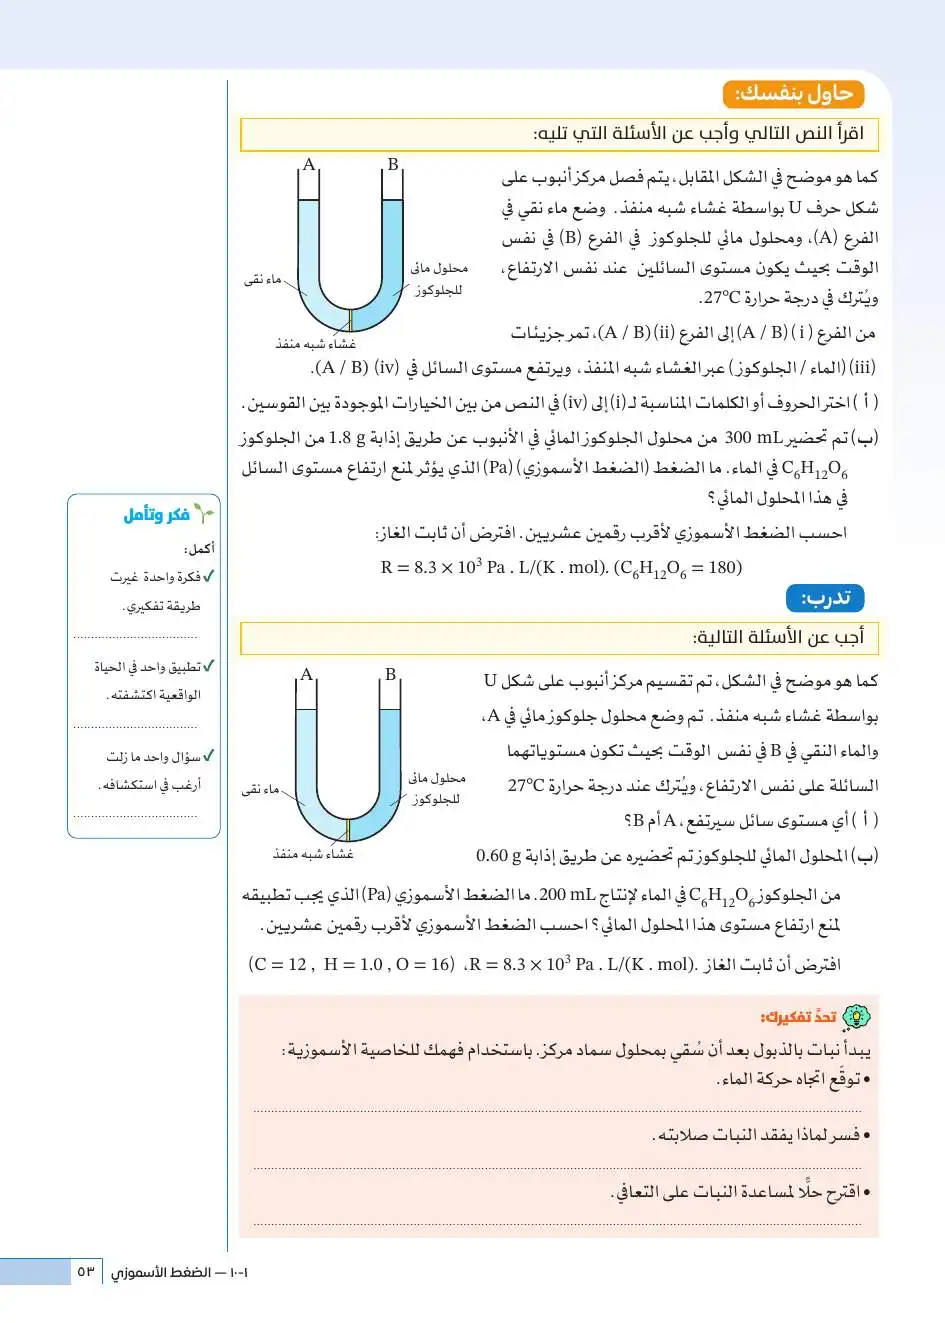 حاول بنفسك:
اقرأ النص التالي وأجب عن الأسئلة التي تليه:
كما هو موضح في الشكل المقابل، يتم فصل مركز أنبوب على
شكل حرف U بواسطة غشاء شبه منفذ. وضع ماء نقي في
الفرع (A)، ومحلول مائي للجلوكوز في الفرع (B) في نفس
الوقت بحيث يكون مستوى السائلين عند نفس الارتفاع،
ويُترك في درجة حرارة 27°C.
A
B
ماء نقى
محلول مائى
للجلوكوز
غشاء شبه منفذ
من الفرع (i) (A / B) إلى الفرع (ii) (A / B)، تمر جزيئات
(iii) (الماء / الجلوكوز) عبر الغشاء شبه المنفذ، ويرتفع مستوى السائل في (iv) (A / B).
(أ) اختر الحروف أو الكلمات المناسبة لـ (i) إلى (iv) في النص من بين الخيارات الموجودة بين القوسين.
(ب) تم تحضير 300 mL من محلول الجلوكوز المائي في الأنبوب عن طريق إذابة 1.8 g من الجلوكوز
C₆H₁₂O₆ في الماء. ما الضغط (الضغط الأسموزي) (Pa) الذي يؤثر لمنع ارتفاع مستوى السائل
في هذا المحلول المائي؟
احسب الضغط الأسموزي لأقرب رقمين عشريين. افترض أن ثابت الغاز:
R = 8.3 × 10³ Pa . L/(K . mol). (C₆H₁₂O₆ = 180)
تدرب:
أجب عن الأسئلة التالية:
كما هو موضح في الشكل، تم تقسيم مركز أنبوب على شكل U
بواسطة غشاء شبه منفذ. تم وضع محلول جلوكوز مائي في A،
والماء النقي في B في نفس الوقت بحيث تكون مستوياتهما
السائلة على نفس الارتفاع، ويُترك عند درجة حرارة 27°C
(أ) أي مستوى سائل سيرتفع، A أم B؟
(ب) المحلول المائي للجلوكوز تم تحضيره عن طريق إذابة 0.60 g
A
B
ماء نقى
محلول مائى
للجلوكوز
غشاء شبه منفذ
من الجلوكوز C₆H₁₂O₆ في الماء لإنتاج 200 mL. ما الضغط الأسموزي (Pa) الذي يجب تطبيقه
لمنع ارتفاع مستوى هذا المحلول المائي؟ احسب الضغط الأسموزي لأقرب رقمين عشريين.
افترض أن ثابت الغاز R = 8.3 × 10³ Pa . L/(K . mol).، (C = 12 , H = 1.0 , O = 16)
تحدَّ تفكيرك:
يبدأ نبات بالذبول بعد أن سُقي بمحلول سماد مركز. باستخدام فهمك للخاصية الأسموزية:
• توقّع اتجاه حركة الماء.
• فسر لماذا يفقد النبات صلابته.
• اقترح حلًّا لمساعدة النبات على التعافي.
فكر وتأمل
أكمل:
✓ فكرة واحدة غيرت
طريقة تفكيري.
✓ تطبيق واحد في الحياة
الواقعية اكتشفته.
✓ سؤال واحد ما زلت
أرغب في استكشافه.
١-١٠ — الضغط الأسموزي
٥٣